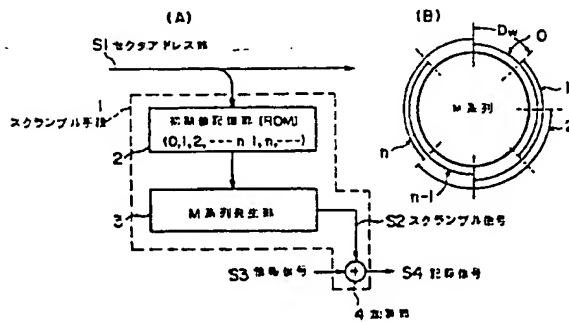 (A)
S1 セクタアドレス部
1
スクランブル手段
初期値記憶部 (ROM)
(0,1,2,---n-1,n,---)
2
3
M系列発生部
S2 スクランブル信号
S3 情報信号
S4 記録信号
4 加算器
(B)
Dw
0
1
2
M系列
n
n-1